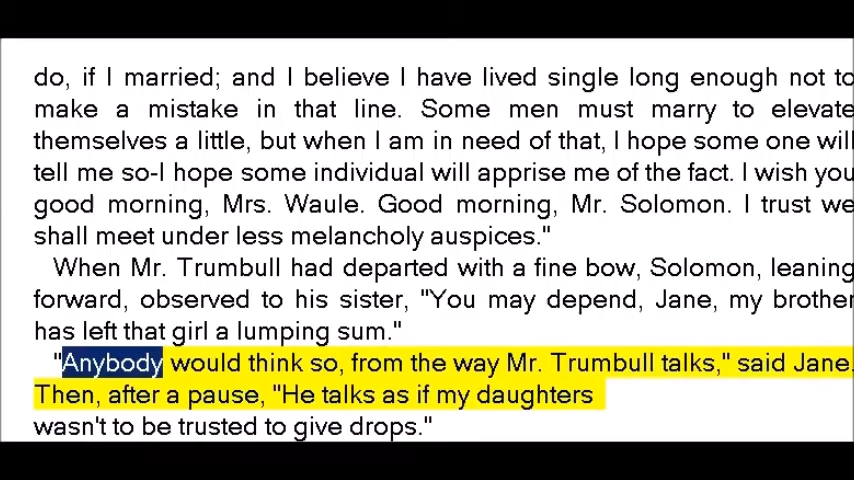 do, if I married; and I believe I have lived single long enough not to
make a mistake in that line. Some men must marry to elevate
themselves a little, but when I am in need of that, I hope some one will
tell me so-I hope some individual will apprise me of the fact. I wish you
good morning, Mrs. Waule. Good morning, Mr. Solomon. I trust we
shall meet under less melancholy auspices."
When Mr. Trumbull had departed with a fine bow, Solomon, leaning
forward, observed to his sister, "You may depend, Jane, my brother
has left that girl a lumping sum."
"Anybody would think so, from the way Mr. Trumbull talks," said Jane.
Then, after a pause, "He talks as if my daughters
wasn't to be trusted to give drops."